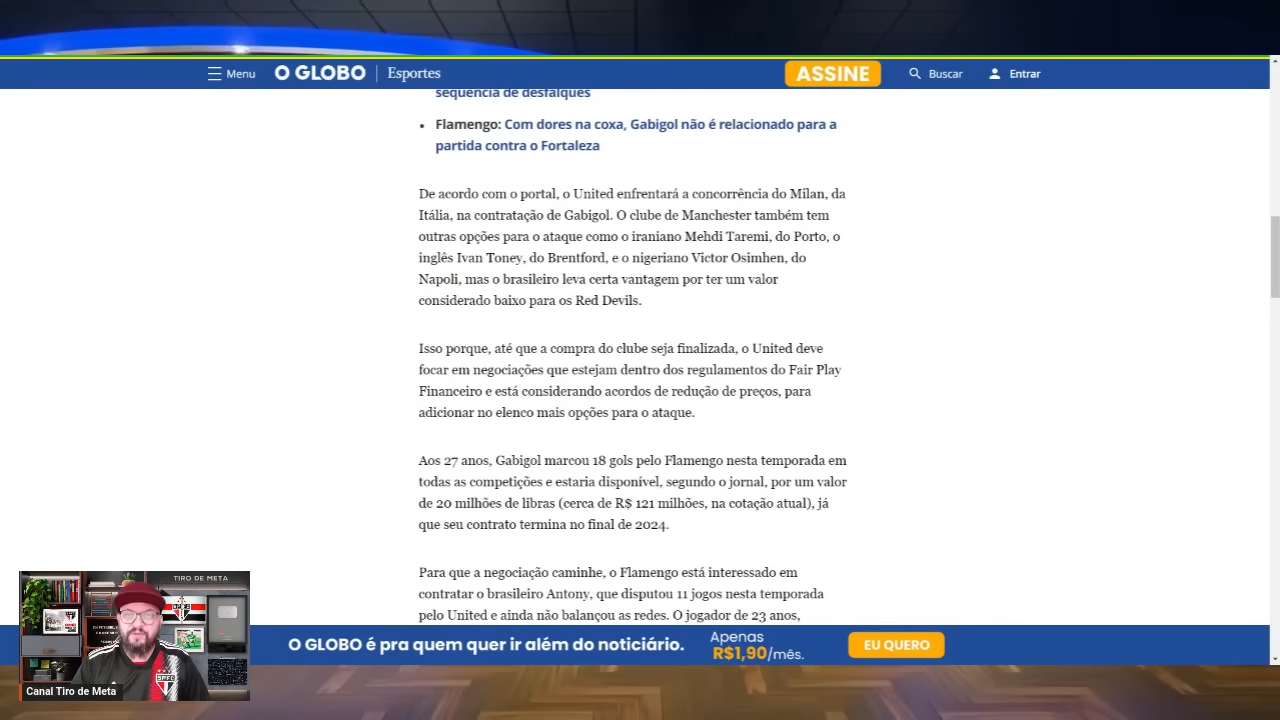 Menu
O GLOBO
Esportes
ASSINE
Buscar
Entrar
sequência de desfalques
• Flamengo: Com dores na coxa, Gabigol não é relacionado para a
partida contra o Fortaleza
De acordo com o portal, o United enfrentará a concorrência do Milan, da
Itália, na contratação de Gabigol. O clube de Manchester também tem
outras opções para o ataque como o iraniano Mehdi Taremi, do Porto, o
inglês Ivan Toney, do Brentford, e o nigeriano Victor Osimhen, do
Napoli, mas o brasileiro leva certa vantagem por ter um valor
considerado baixo para os Red Devils.
Isso porque, até que a compra do clube seja finalizada, o United deve
focar em negociações que estejam dentro dos regulamentos do Fair Play
Financeiro e está considerando acordos de redução de preços, para
adicionar no elenco mais opções para o ataque.
Aos 27 anos, Gabigol marcou 18 gols pelo Flamengo nesta temporada em
todas as competições e estaria disponível, segundo o jornal, por um valor
de 20 milhões de libras (cerca de R$ 121 milhões, na cotação atual), já
que seu contrato termina no final de 2024.
Para que a negociação caminhe, o Flamengo está interessado em
contratar o brasileiro Antony, que disputou 11 jogos nesta temporada
pelo United e ainda não balançou as redes. O jogador de 23 anos,
TIRO DE META
SPFC
Canal Tiro de Meta
O GLOBO é pra quem quer ir além do noticiário.
Apenas
R$1,90/mês.
EU QUERO